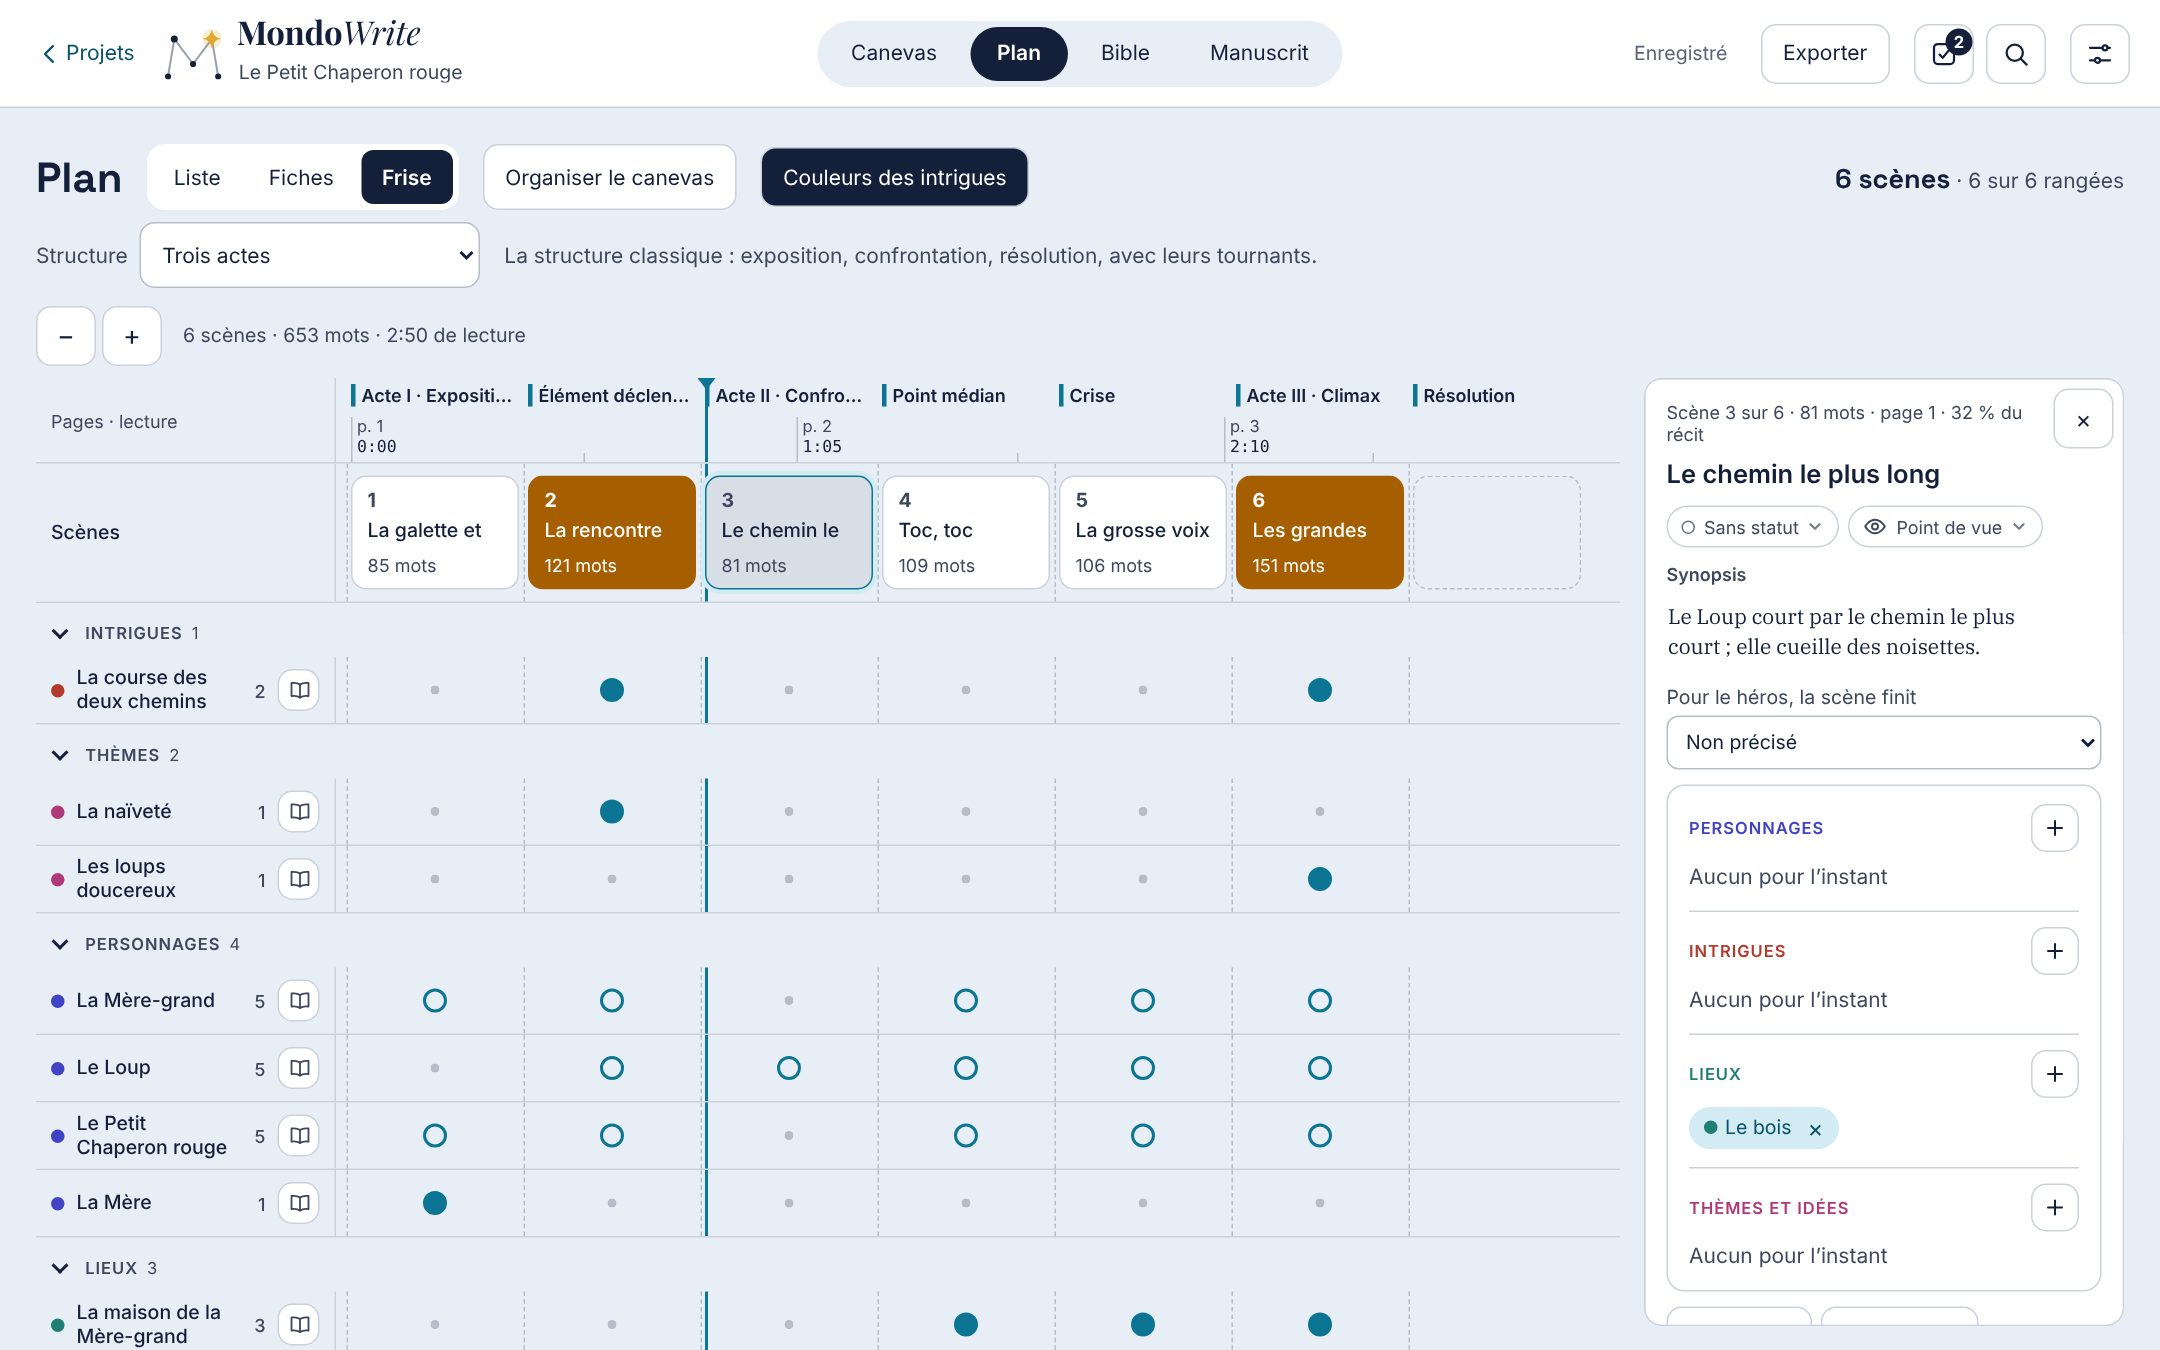 Projets
MondoWrite
Le Petit Chaperon rouge
Canevas
Plan
Bible
Manuscrit
Enregistré
Exporter
2
Plan
Liste
Fiches
Frise
Organiser le canevas
Couleurs des intrigues
6 scènes · 6 sur 6 rangées
Structure
Trois actes
La structure classique : exposition, confrontation, résolution, avec leurs tournants.
−
+
6 scènes · 653 mots · 2:50 de lecture
Pages · lecture
Acte I · Expositi…
Élément déclen…
Acte II · Confro…
Point médian
Crise
Acte III · Climax
Résolution
p. 1
0:00
p. 2
1:05
p. 3
2:10
Scènes
1
La galette et
85 mots
2
La rencontre
121 mots
3
Le chemin le
81 mots
4
Toc, toc
109 mots
5
La grosse voix
106 mots
6
Les grandes
151 mots
INTRIGUES 1
La course des
deux chemins
2
THÈMES 2
La naïveté
1
Les loups
doucereux
1
PERSONNAGES 4
La Mère-grand
5
Le Loup
5
Le Petit
Chaperon rouge
5
La Mère
1
LIEUX 3
La maison de la
Mère-grand
3
Scène 3 sur 6 · 81 mots · page 1 · 32 % du
récit
×
Le chemin le plus long
Sans statut
Point de vue
Synopsis
Le Loup court par le chemin le plus
court ; elle cueille des noisettes.
Pour le héros, la scène finit
Non précisé
PERSONNAGES
+
Aucun pour l’instant
INTRIGUES
+
Aucun pour l’instant
LIEUX
+
Le bois ×
THÈMES ET IDÉES
+
Aucun pour l’instant